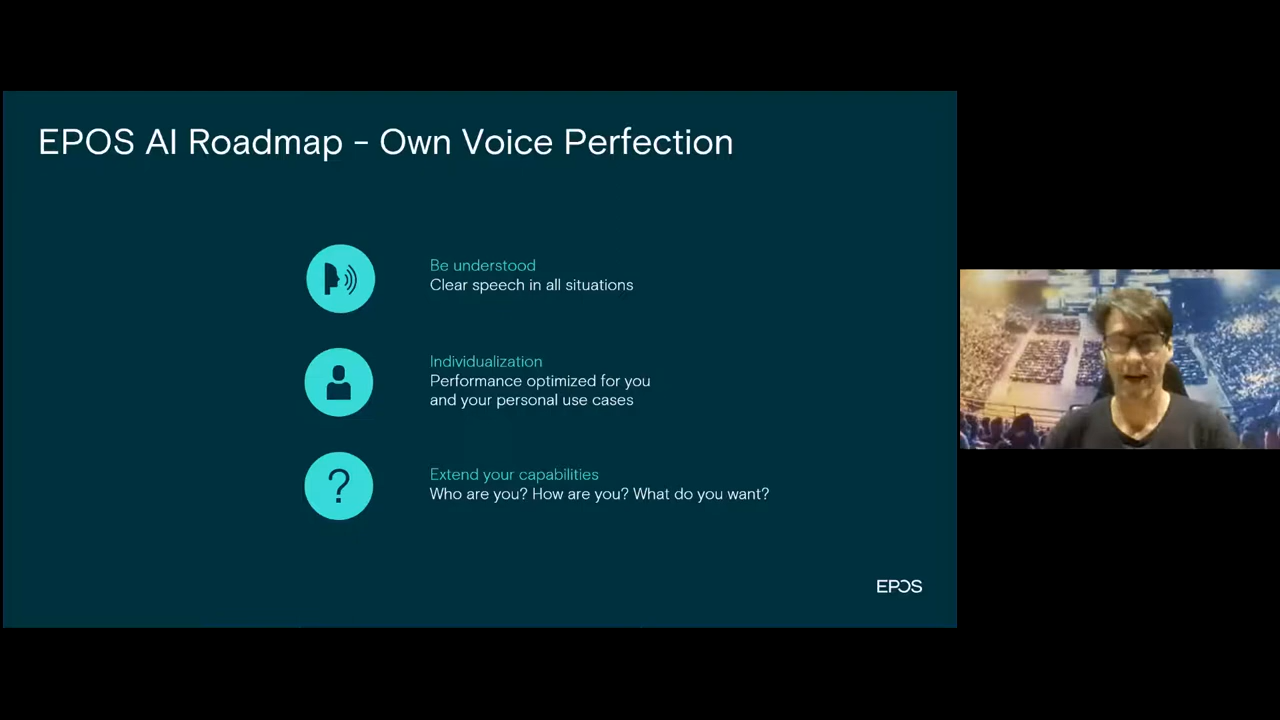 EPOS AI Roadmap - Own Voice Perfection
Be understood
Clear speech in all situations
Individualization
Performance optimized for you
and your personal use cases
?
Extend your capabilities
Who are you? How are you? What do you want?
EPOS